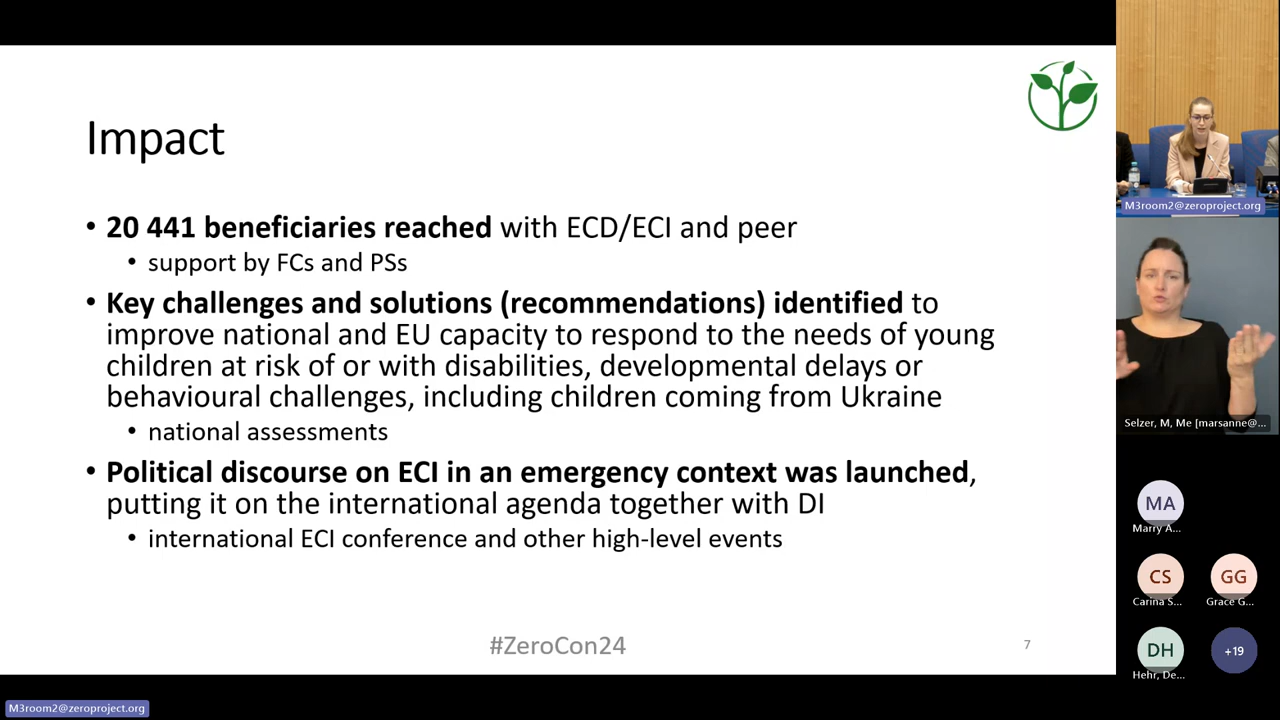 Impact
• 20 441 beneficiaries reached with ECD/ECI and peer
• support by FCs and PSs
• Key challenges and solutions (recommendations) identified to
improve national and EU capacity to respond to the needs of young
children at risk of or with disabilities, developmental delays or
behavioural challenges, including children coming from Ukraine
• national assessments
• Political discourse on ECI in an emergency context was launched,
putting it on the international agenda together with DI
• international ECI conference and other high-level events
#ZeroCon24
7
M3room2@zeroproject.org
M3room2@zeroproject.org
Selzer, M, Me [marsanne@...
MA
Marry A...
CS
Carina S...
GG
Grace G...
DH
Hehr, De...
+19